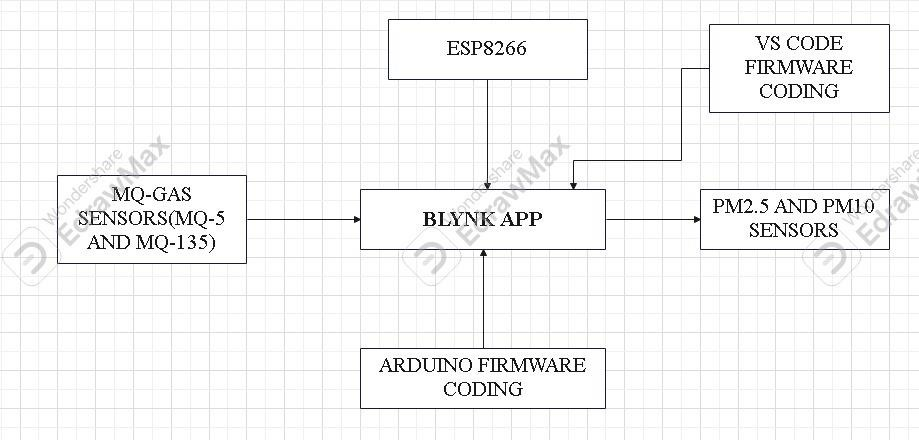 ESP8266
VS CODE
FIRMWARE
CODING
MQ-GAS
SENSORS(MQ-5
AND MQ-135)
BLYNK APP
PM2.5 AND PM10
SENSORS
ARDUINO FIRMWARE
CODING
Wondershare
EdrawMax
Wondershare
EdrawMax
Wondershare
EdrawMax